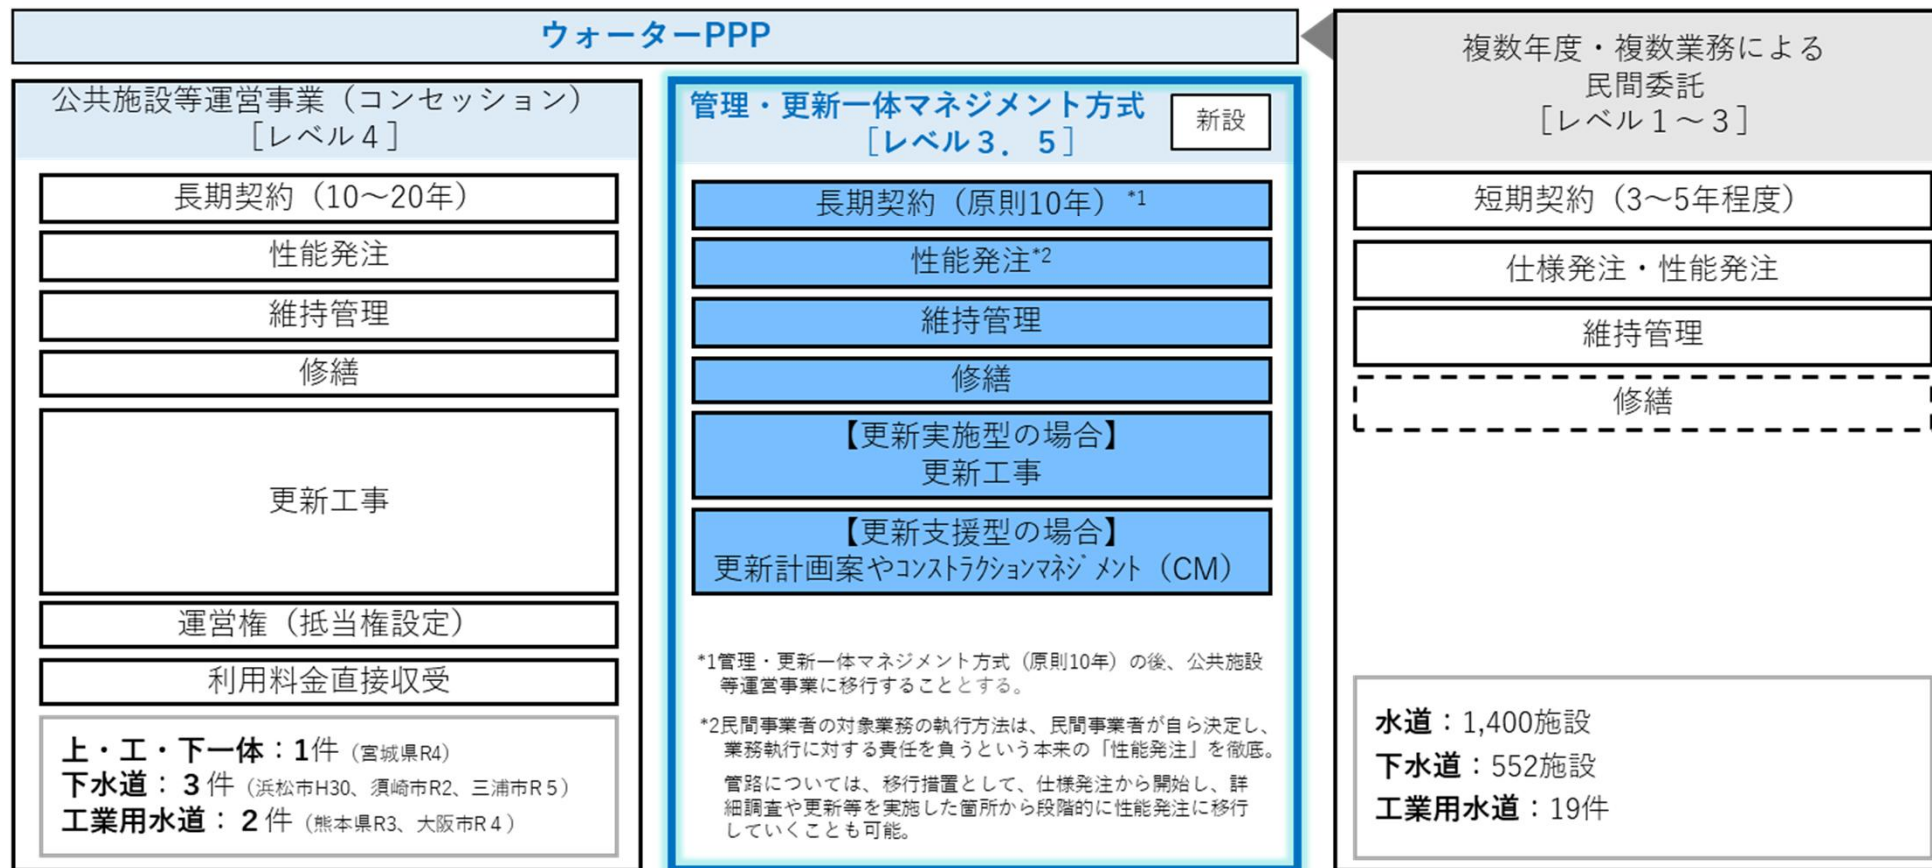 ウォーターPPP
公共施設等運営事業（コンセッション）
［レベル４］
長期契約（10～20年）
性能発注
維持管理
修繕
更新工事
運営権（抵当権設定）
利用料金直接収受
上・工・下一体：1件（宮城県R4）
下水道：３件（浜松市H30、須崎市R2、三浦市R５）
工業用水道：２件（熊本県R3、大阪市R４）
管理・更新一体マネジメント方式
［レベル３．５］
新設
長期契約（原則10年）*1
性能発注*2
維持管理
修繕
【更新実施型の場合】
更新工事
【更新支援型の場合】
更新計画案やｺﾝｽﾄﾗｸｼｮﾝﾏﾈｼﾞﾒﾝﾄ（CM）
*1管理・更新一体マネジメント方式（原則10年）の後、公共施設
等運営事業に移行することとする。
*2民間事業者の対象業務の執行方法は、民間事業者が自ら決定し、
業務執行に対する責任を負うという本来の「性能発注」を徹底。
管路については、移行措置として、仕様発注から開始し、詳
細調査や更新等を実施した箇所から段階的に性能発注に移行
していくことも可能。
複数年度・複数業務による
民間委託
［レベル１～３］
短期契約（3～5年程度）
仕様発注・性能発注
維持管理
修繕
水道：1,400施設
下水道：552施設
工業用水道：19件